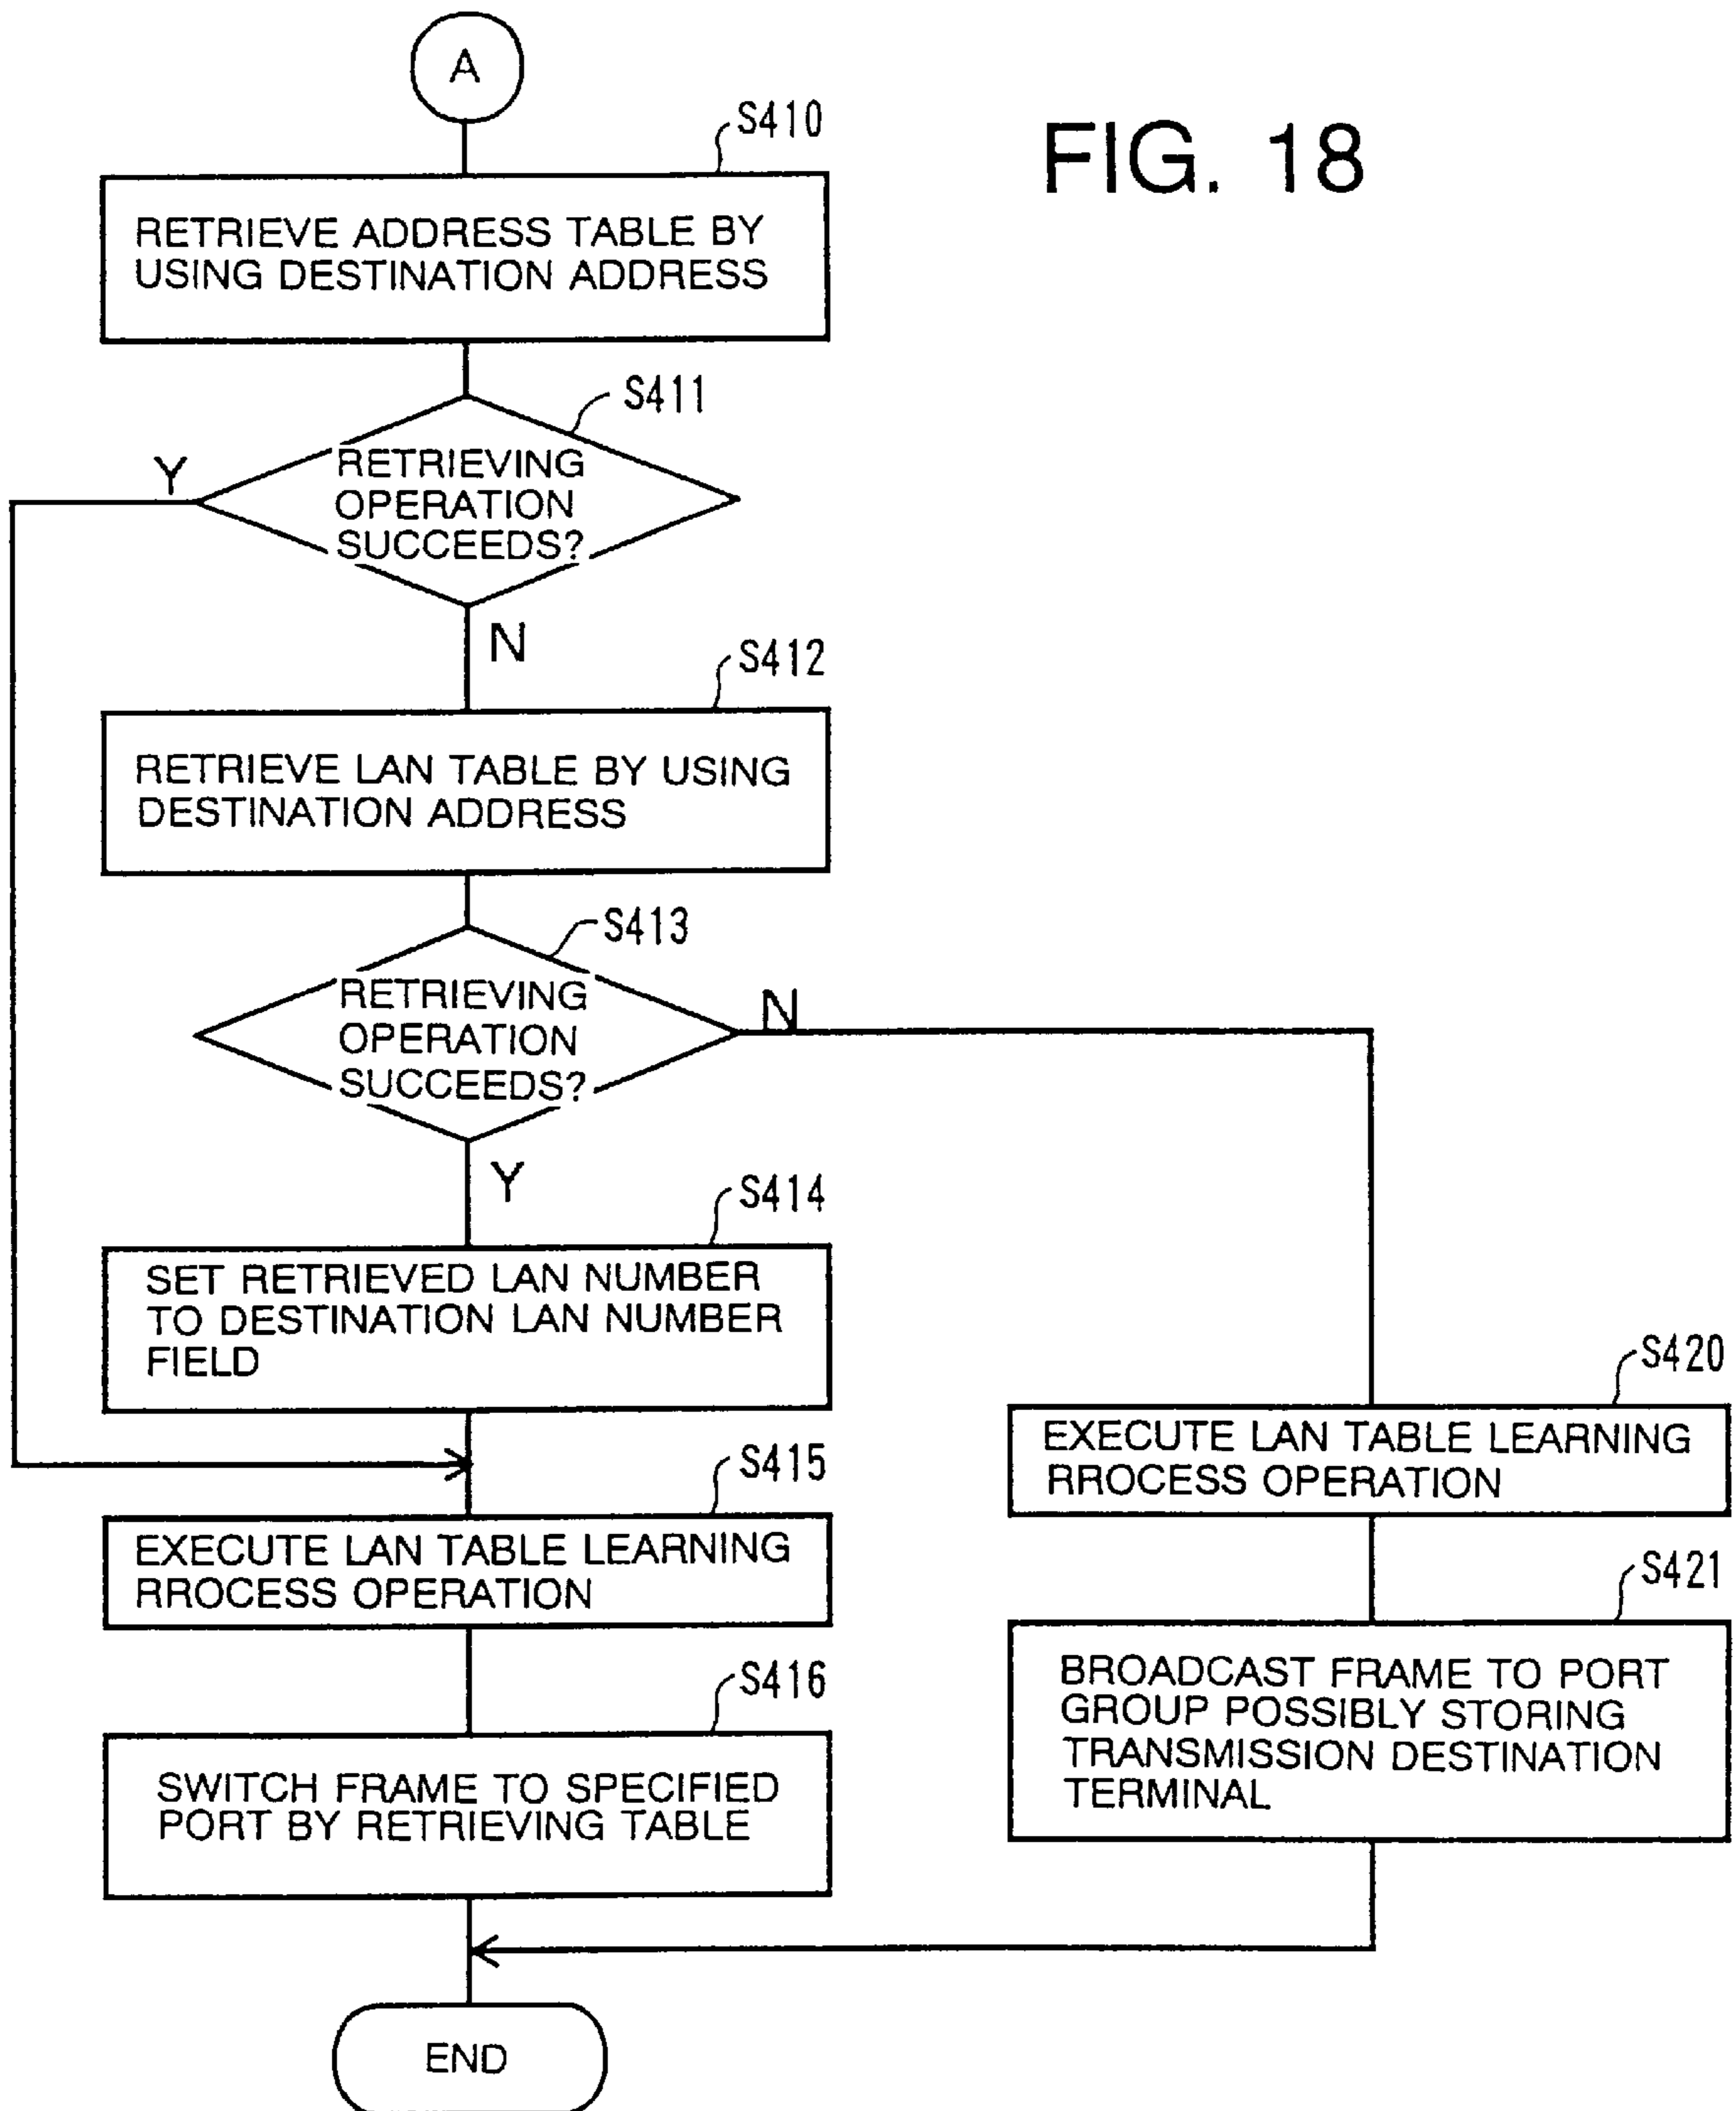 A
S410
FIG. 18
RETRIEVE ADDRESS TABLE BY
USING DESTINATION ADDRESS
S411
Y
RETRIEVING
OPERATION
SUCCEEDS?
N
S412
RETRIEVE LAN TABLE BY USING
DESTINATION ADDRESS
S413
RETRIEVING
OPERATION
SUCCEEDS?
N
Y
S414
SET RETRIEVED LAN NUMBER
TO DESTINATION LAN NUMBER
FIELD
S415
EXECUTE LAN TABLE LEARNING
RROCESS OPERATION
S416
SWITCH FRAME TO SPECIFIED
PORT BY RETRIEVING TABLE
S420
EXECUTE LAN TABLE LEARNING
RROCESS OPERATION
S421
BROADCAST FRAME TO PORT
GROUP POSSIBLY STORING
TRANSMISSION DESTINATION
TERMINAL
END